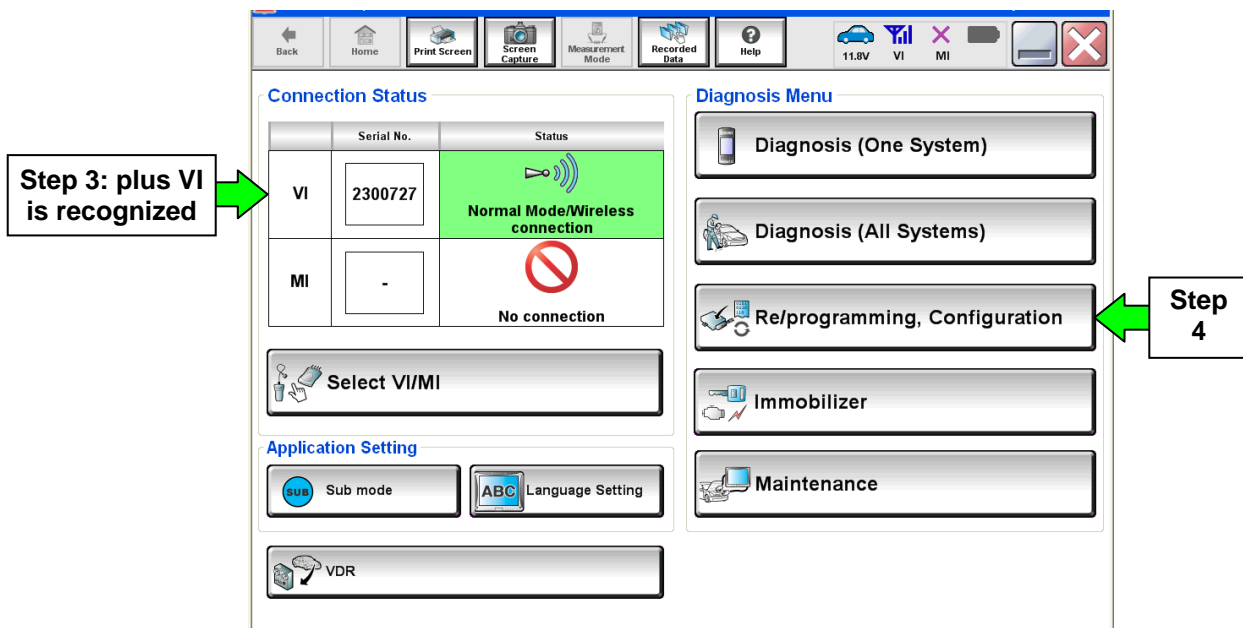 Back
Home
Print Screen
Screen
Capture
Measurement
Mode
Recorded
Data
?
Help
11.8V
VI
MI
Connection Status
Serial No.
Status
VI
2300727
Normal Mode/Wireless
connection
MI
-
No connection
Select VI/MI
Application Setting
SUB
Sub mode
ABC
Language Setting
VDR
Diagnosis Menu
Diagnosis (One System)
Diagnosis (All Systems)
Re/programming, Configuration
Immobilizer
Maintenance
Step 3: plus VI
is recognized
Step
4